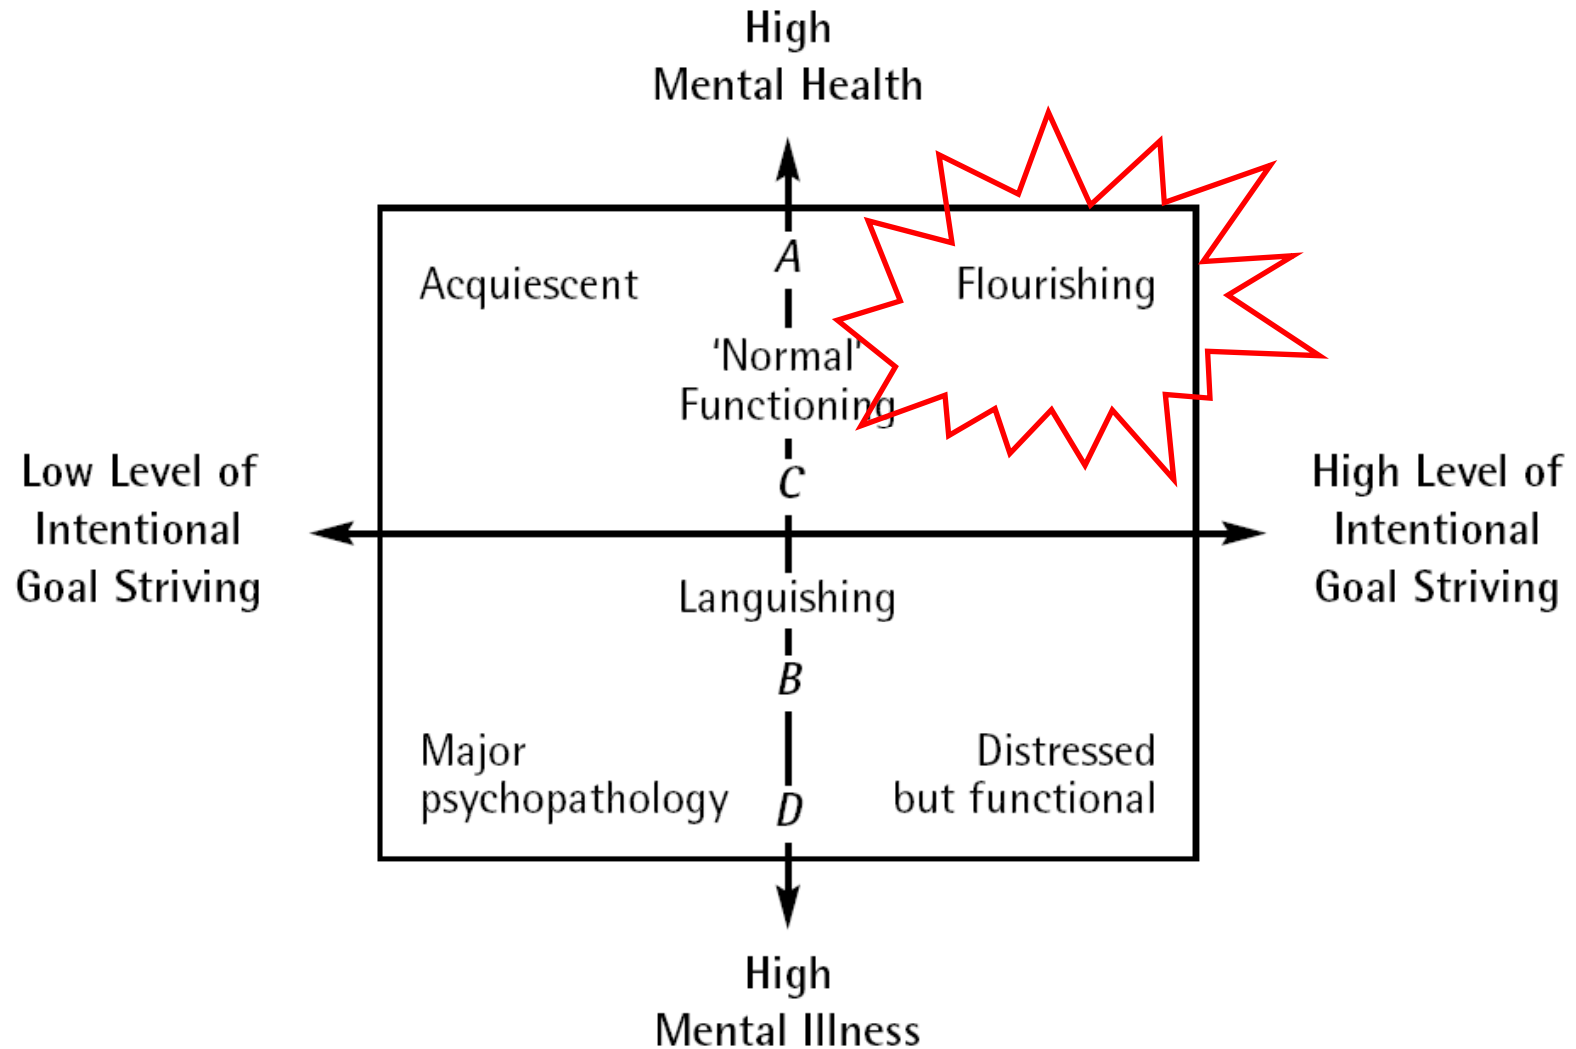 High
Mental Health
A
Acquiescent
Flourishing
'Normal'
Functioning
C
Low Level of
Intentional
Goal Striving
High Level of
Intentional
Goal Striving
Languishing
B
Major
psychopathology
Distressed
but functional
D
High
Mental Illness